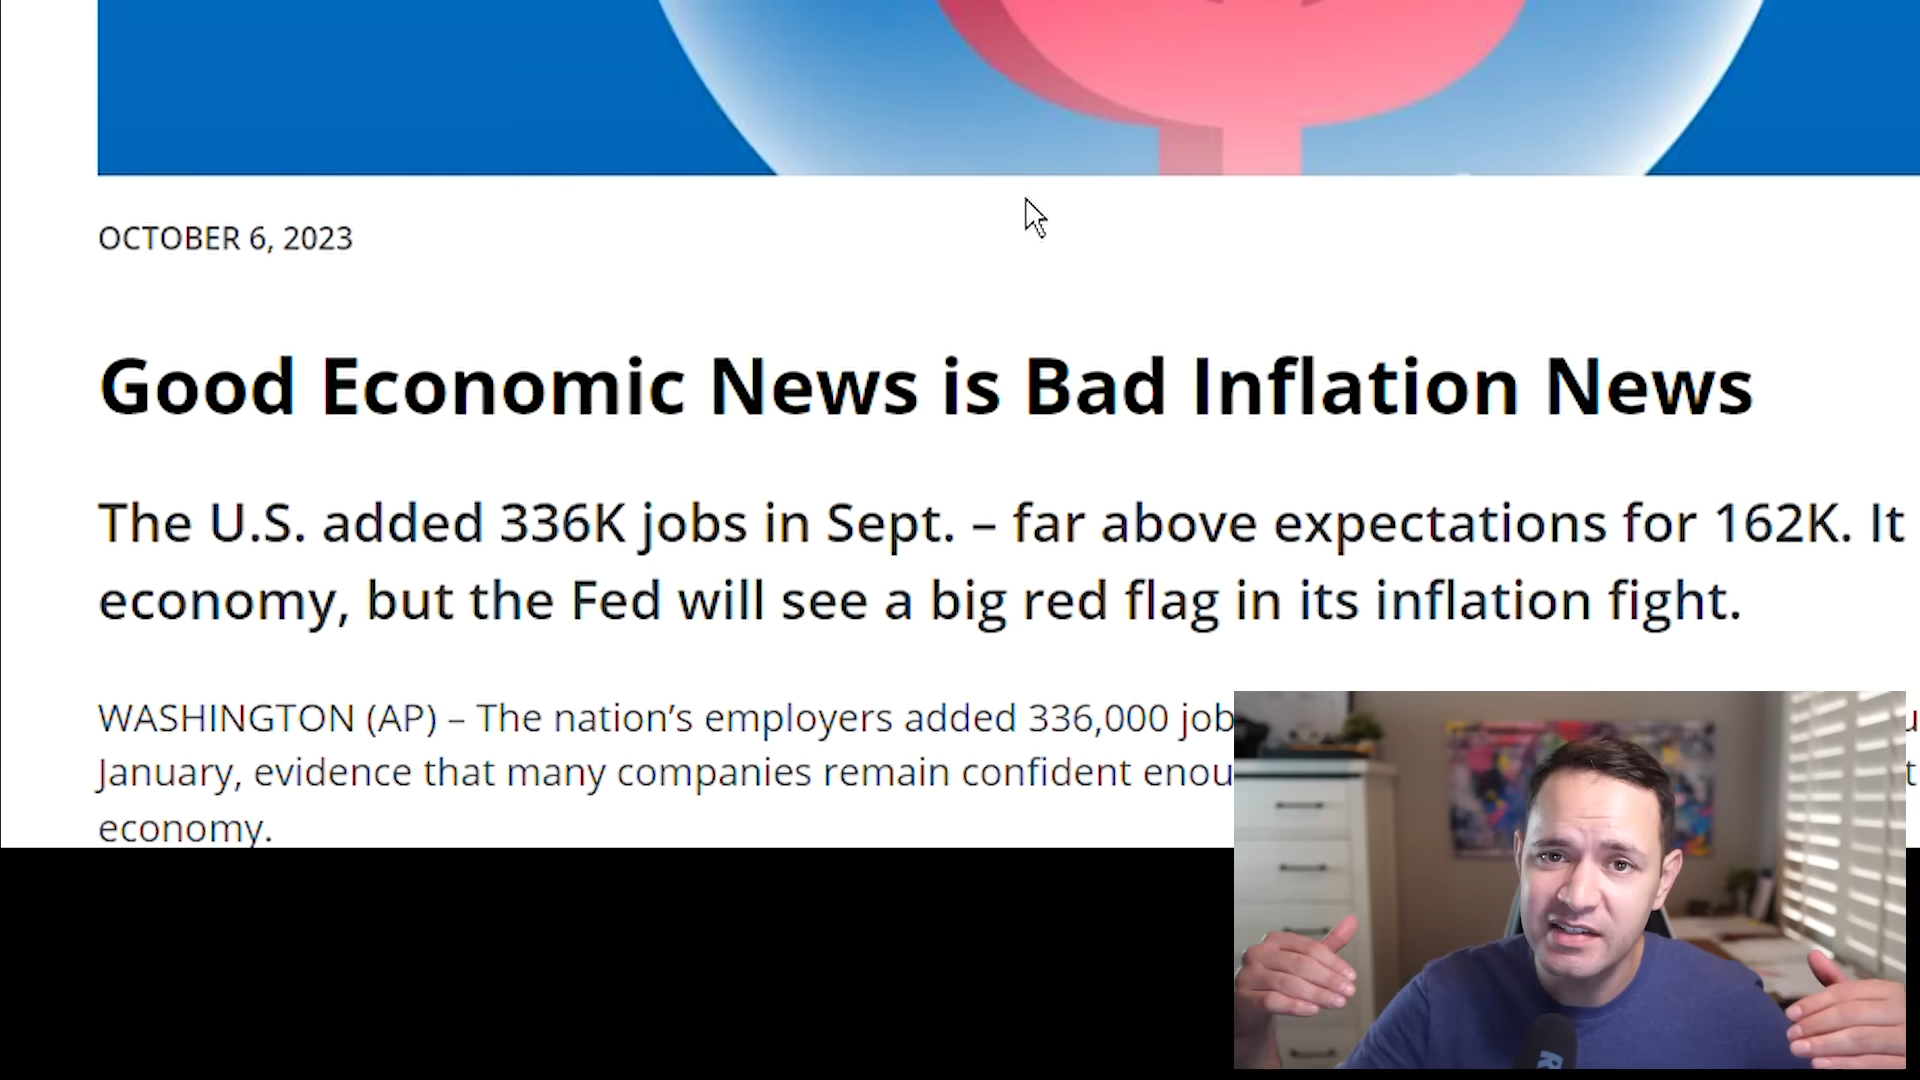 OCTOBER 6, 2023
Good Economic News is Bad Inflation News
The U.S. added 336K jobs in Sept. – far above expectations for 162K. It
economy, but the Fed will see a big red flag in its inflation fight.
WASHINGTON (AP) – The nation’s employers added 336,000
January, evidence that many companies remain confident
economy.